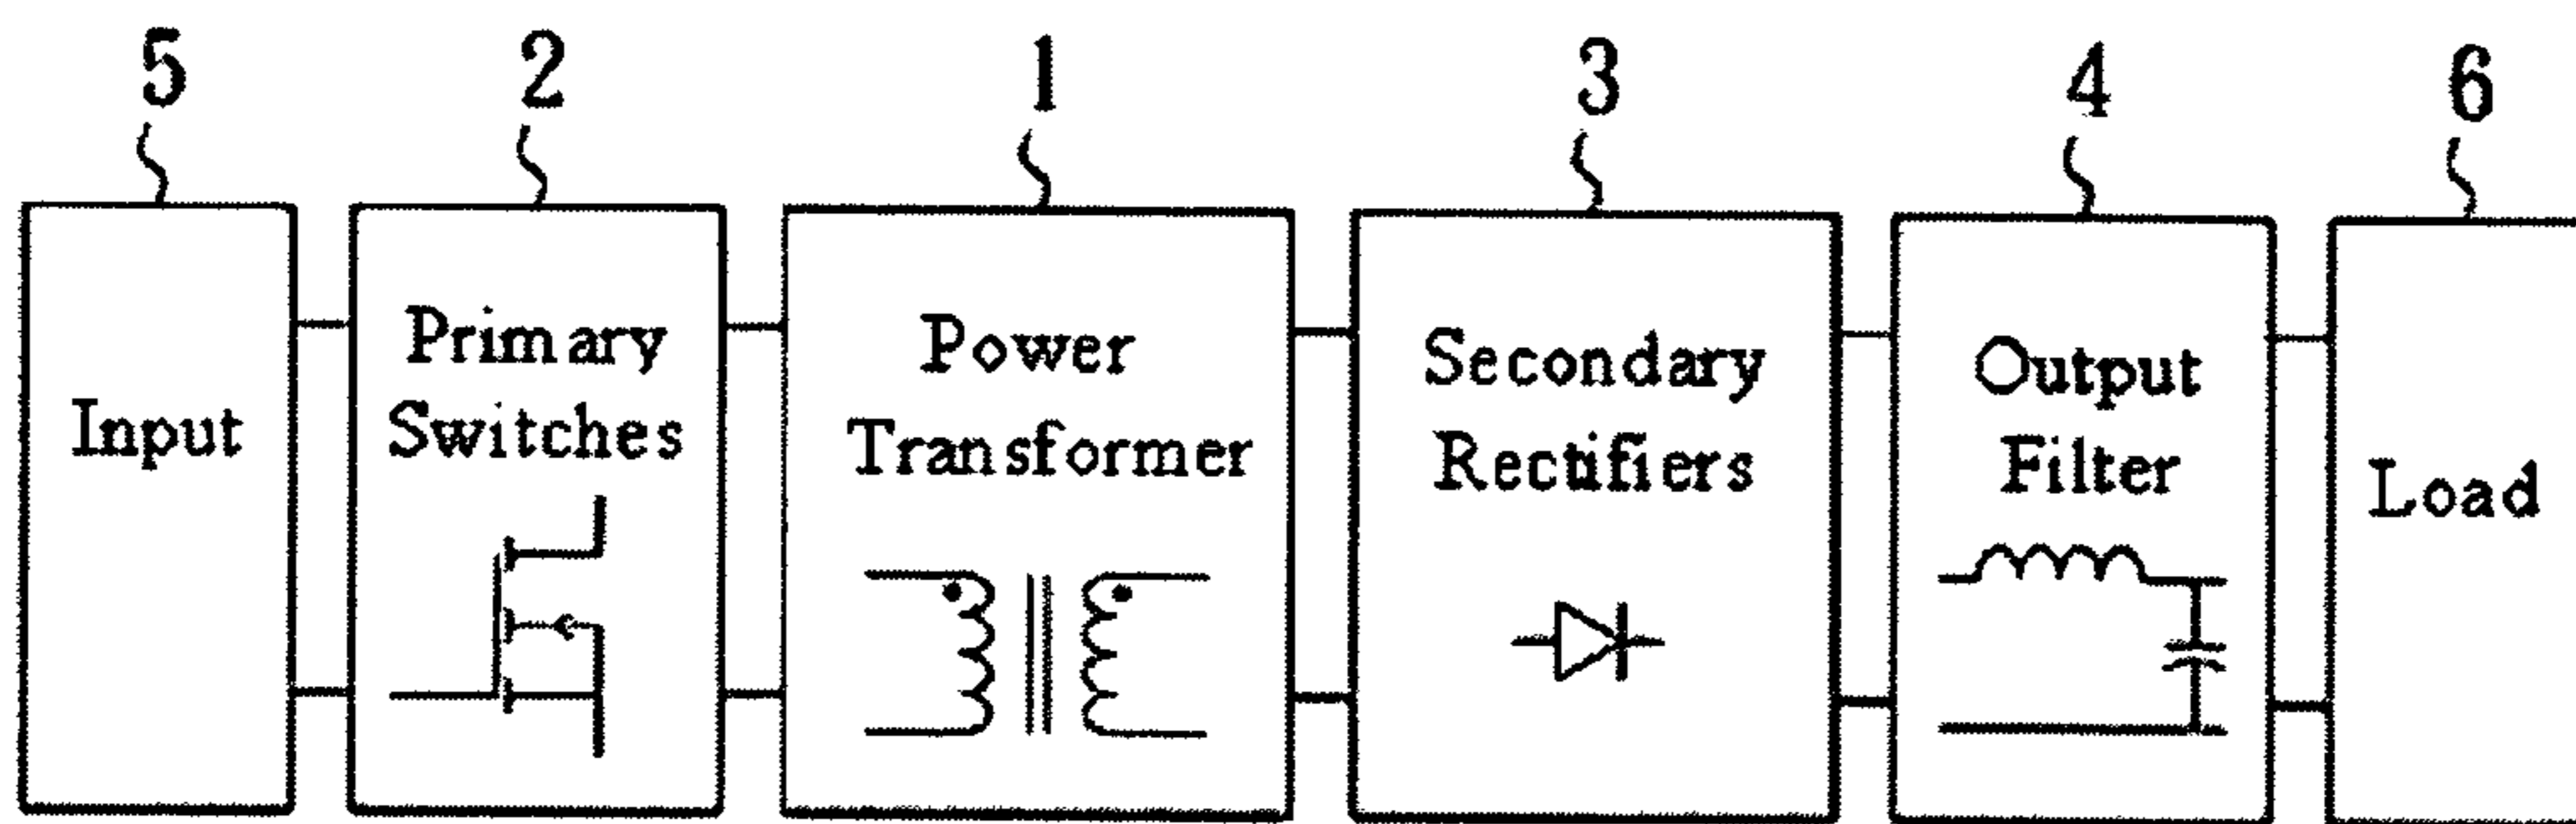 5
2
1
3
4
6
Input
Primary
Switches
Power
Transformer
Secondary
Rectifiers
Output
Filter
Load